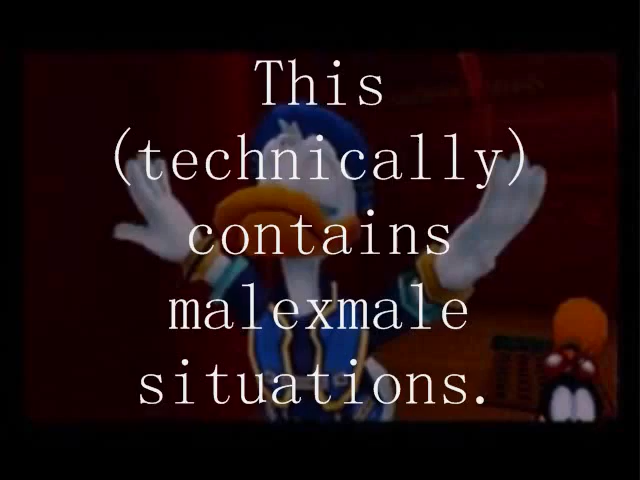 This
(technically)
contains
malexmale
situations.